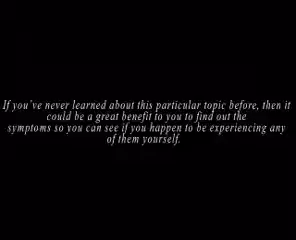 If you've never learned about this particular topic before, then it
could be a great benefit to you to find out the
symptoms so you can see if you happen to be experiencing any
of them yourself.